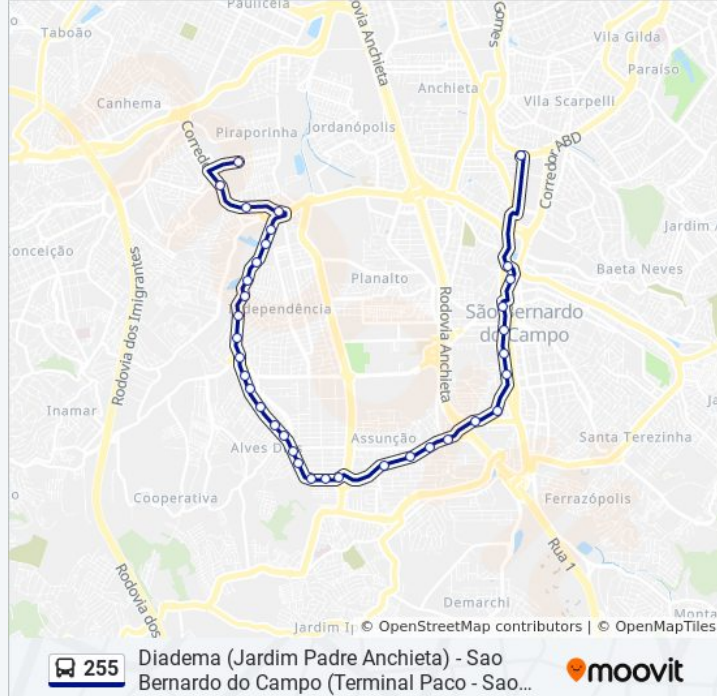 Paulicéia
Taboão
Rodovia Anchieta
Gomes
Vila Gilda
Paraíso
Anchieta
Canhema
Vila Scarpelli
Corredor
Piraporinha
Jordanópolis
Corredor ABD
Jardim
Conceição
Rodovia dos Imigrantes
Planalto
Baeta Neves
Independência
Rodovia Anchieta
São Bernardo
do Campo
Inamar
Alves Dias
Assunção
Santa Terezinha
Cooperativa
Ferrazópolis
Rua 1
Rodovia dos
Demarchi
Monta
Jardim Ip
© OpenStreetMap contributors | © OpenMapTiles
255
Diadema (Jardim Padre Anchieta) - Sao
Bernardo do Campo (Terminal Paco - Sao...
moovit